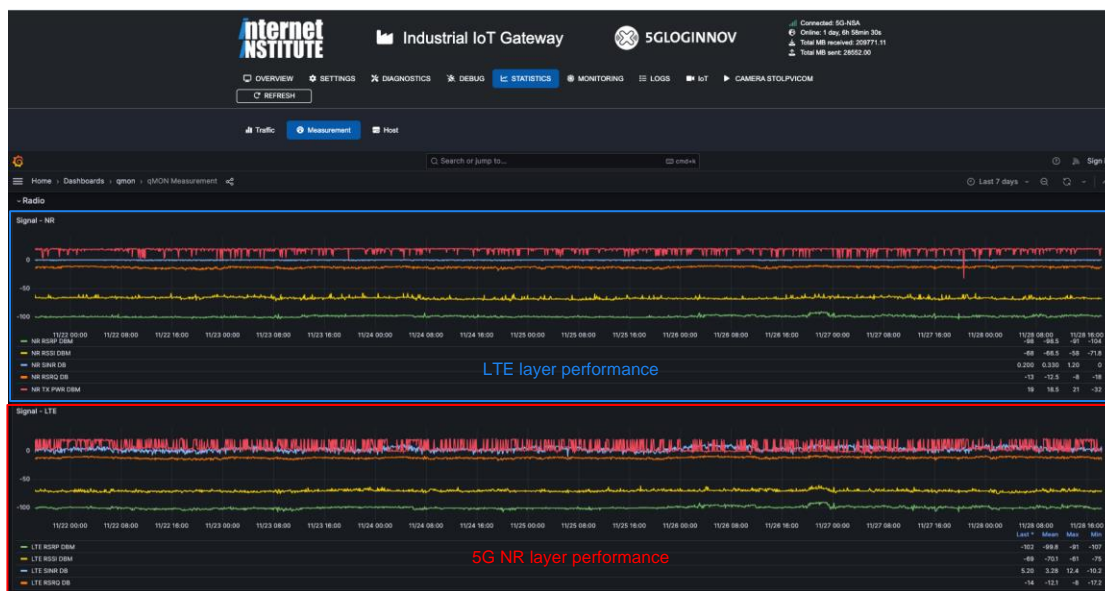 Internet INSTITUTE
Industrial IoT Gateway
5GLOGINNOV
Connected: 5G-NSA
Online: 1 day, 6h 58min 30s
Total MB received: 209771.11
Total MB sent: 28552.00
OVERVIEW SETTINGS DIAGNOSTICS DEBUG STATISTICS MONITORING LOGS IoT CAMERA STOLPVICOM
REFRESH
Traffic Measurement Host
Search or jump to... cmd+k Sign
Home › Dashboards › qmon › qMON Measurement Last 7 days
Radio
Signal - NR
0
-50
-100
11/22 00:00 11/22 08:00 11/22 16:00 11/23 00:00 11/23 08:00 11/23 16:00 11/24 00:00 11/24 08:00 11/24 16:00 11/25 00:00 11/25 08:00 11/25 16:00 11/26 00:00 11/26 08:00 11/26 16:00 11/27 00:00 11/27 08:00 11/27 16:00 11/28 00:00 11/28 08:00 11/28 16:00
NR RSRP DBM -98 -98.5 -91 -104
NR RSSI DBM -68 -66.5 -58 -71.8
NR SINR DB 0.200 0.330 1.20 0
NR RSRQ DB -13 -12.5 -8 -18
NR TX PWR DBM 19 16.5 21 -32
LTE layer performance
Signal - LTE
0
-50
-100
11/22 00:00 11/22 08:00 11/22 16:00 11/23 00:00 11/23 08:00 11/23 16:00 11/24 00:00 11/24 08:00 11/24 16:00 11/25 00:00 11/25 08:00 11/25 16:00 11/26 00:00 11/26 08:00 11/26 16:00 11/27 00:00 11/27 08:00 11/27 16:00 11/28 00:00 11/28 08:00 11/28 16:00
Last * Mean Max Min
LTE RSRP DBM -102 -99.8 -91 -107
LTE RSSI DBM -69 -70.1 -61 -75
LTE SINR DB 5.20 3.28 12.4 -10.2
LTE RSRQ DB -14 -12.1 -8 -17.2
5G NR layer performance